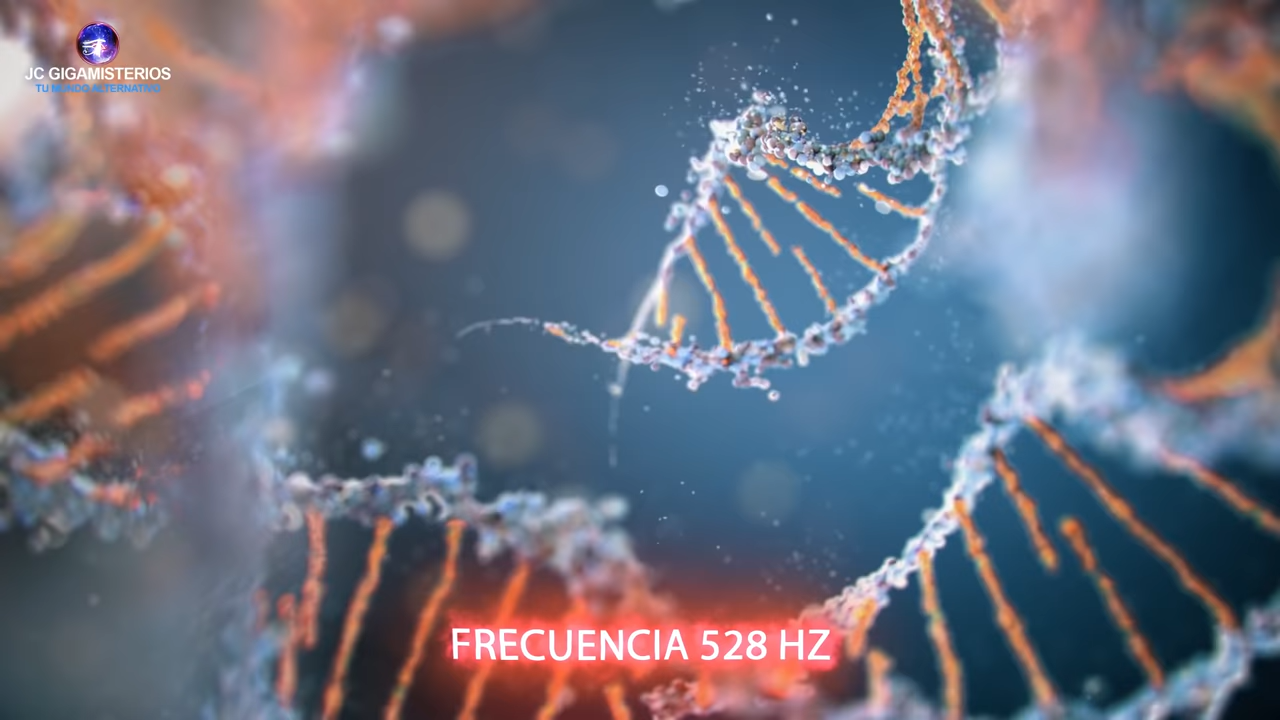 JC GIGAMISTERIOS
TU MUNDO ALTERNATIVO
FRECUENCIA 528 HZ